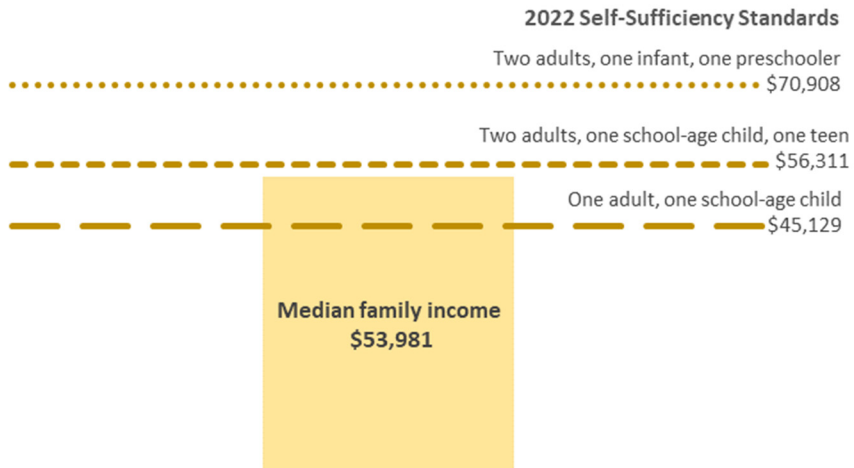 2022 Self-Sufficiency Standards
Two adults, one infant, one preschooler
$70,908
Two adults, one school-age child, one teen
$56,311
One adult, one school-age child
$45,129
Median family income
$53,981